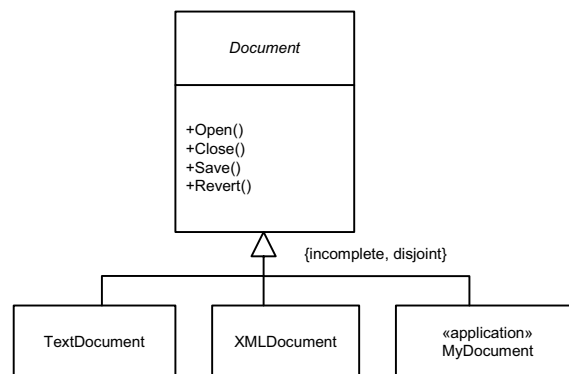 Document
+Open()
+Close()
+Save()
+Revert()
{incomplete, disjoint}
TextDocument
XMLDocument
«application»
MyDocument